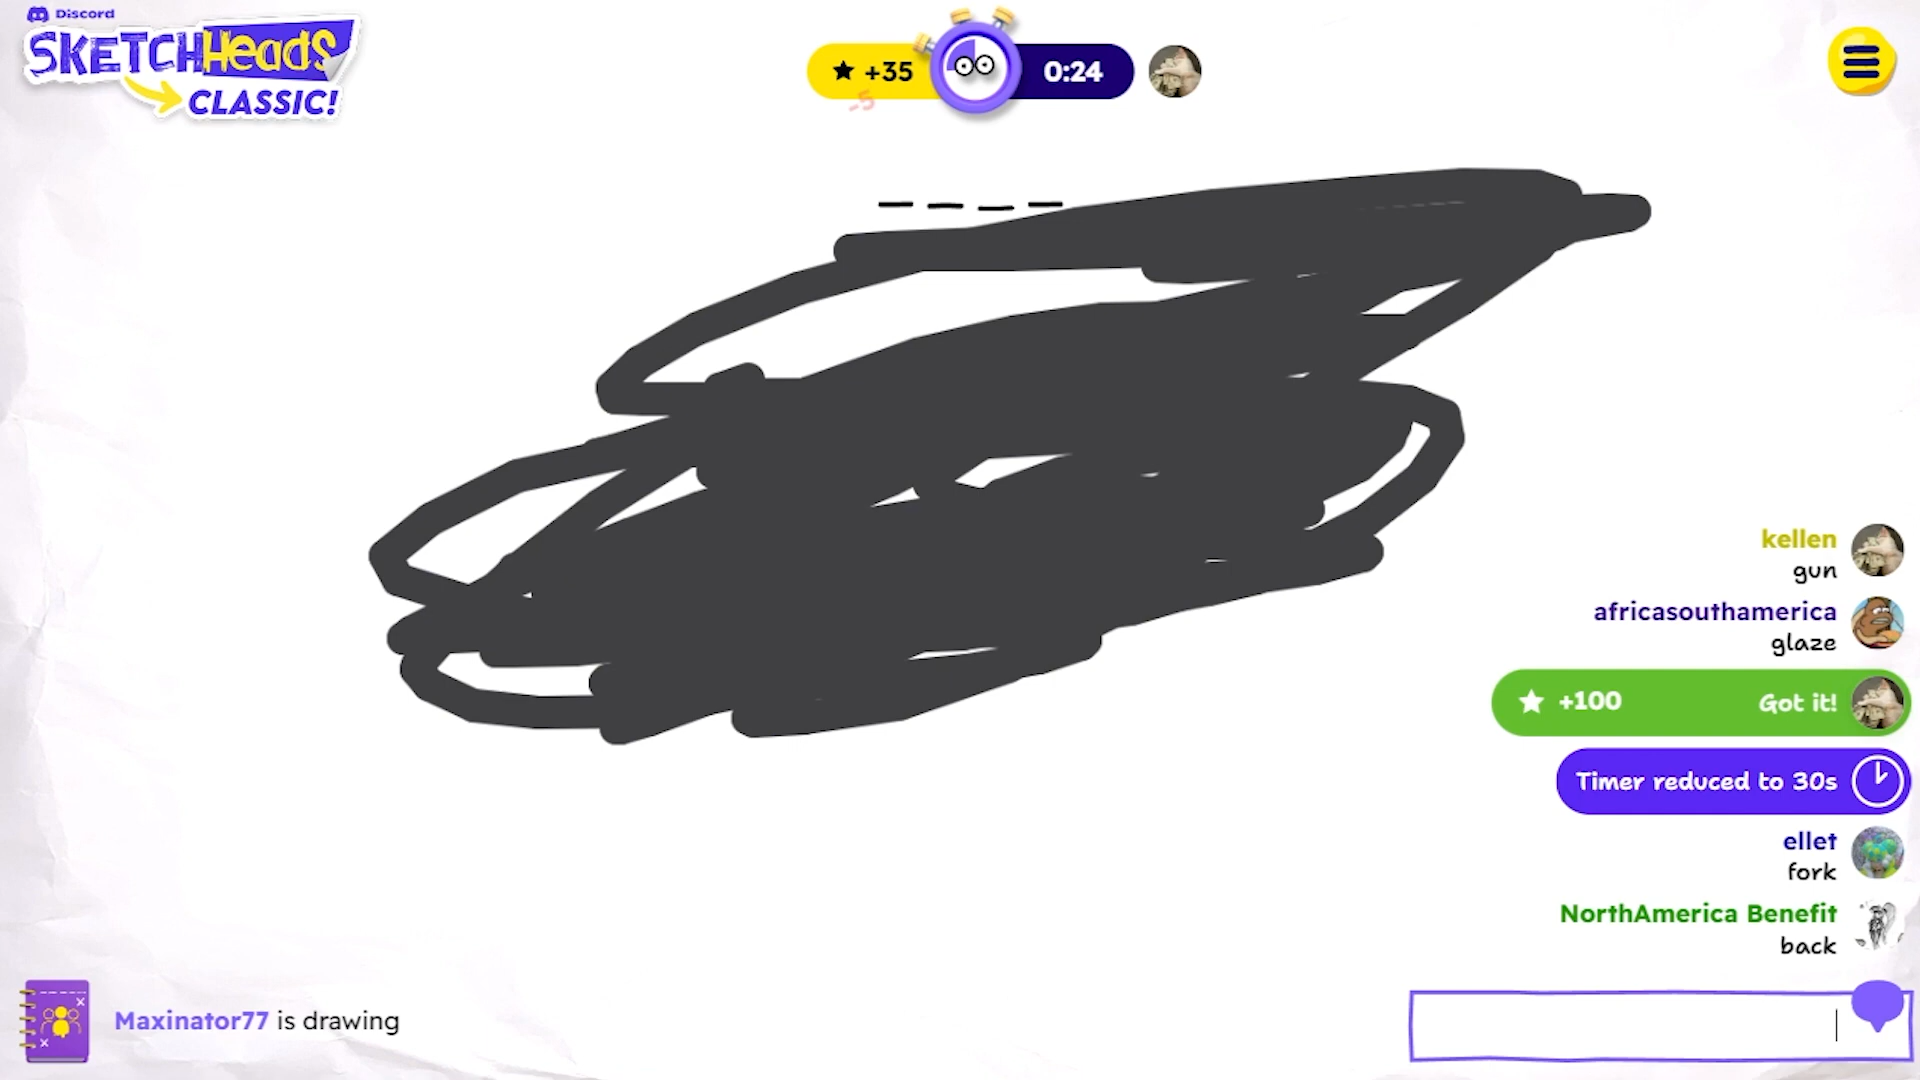 Discord
SKETCHHeads
CLASSIC!
+35
-5
0:24
kellen
gun
africasouthamerica
glaze
+100 Got it!
Timer reduced to 30s
ellet
fork
NorthAmerica Benefit
back
Maxinator77 is drawing